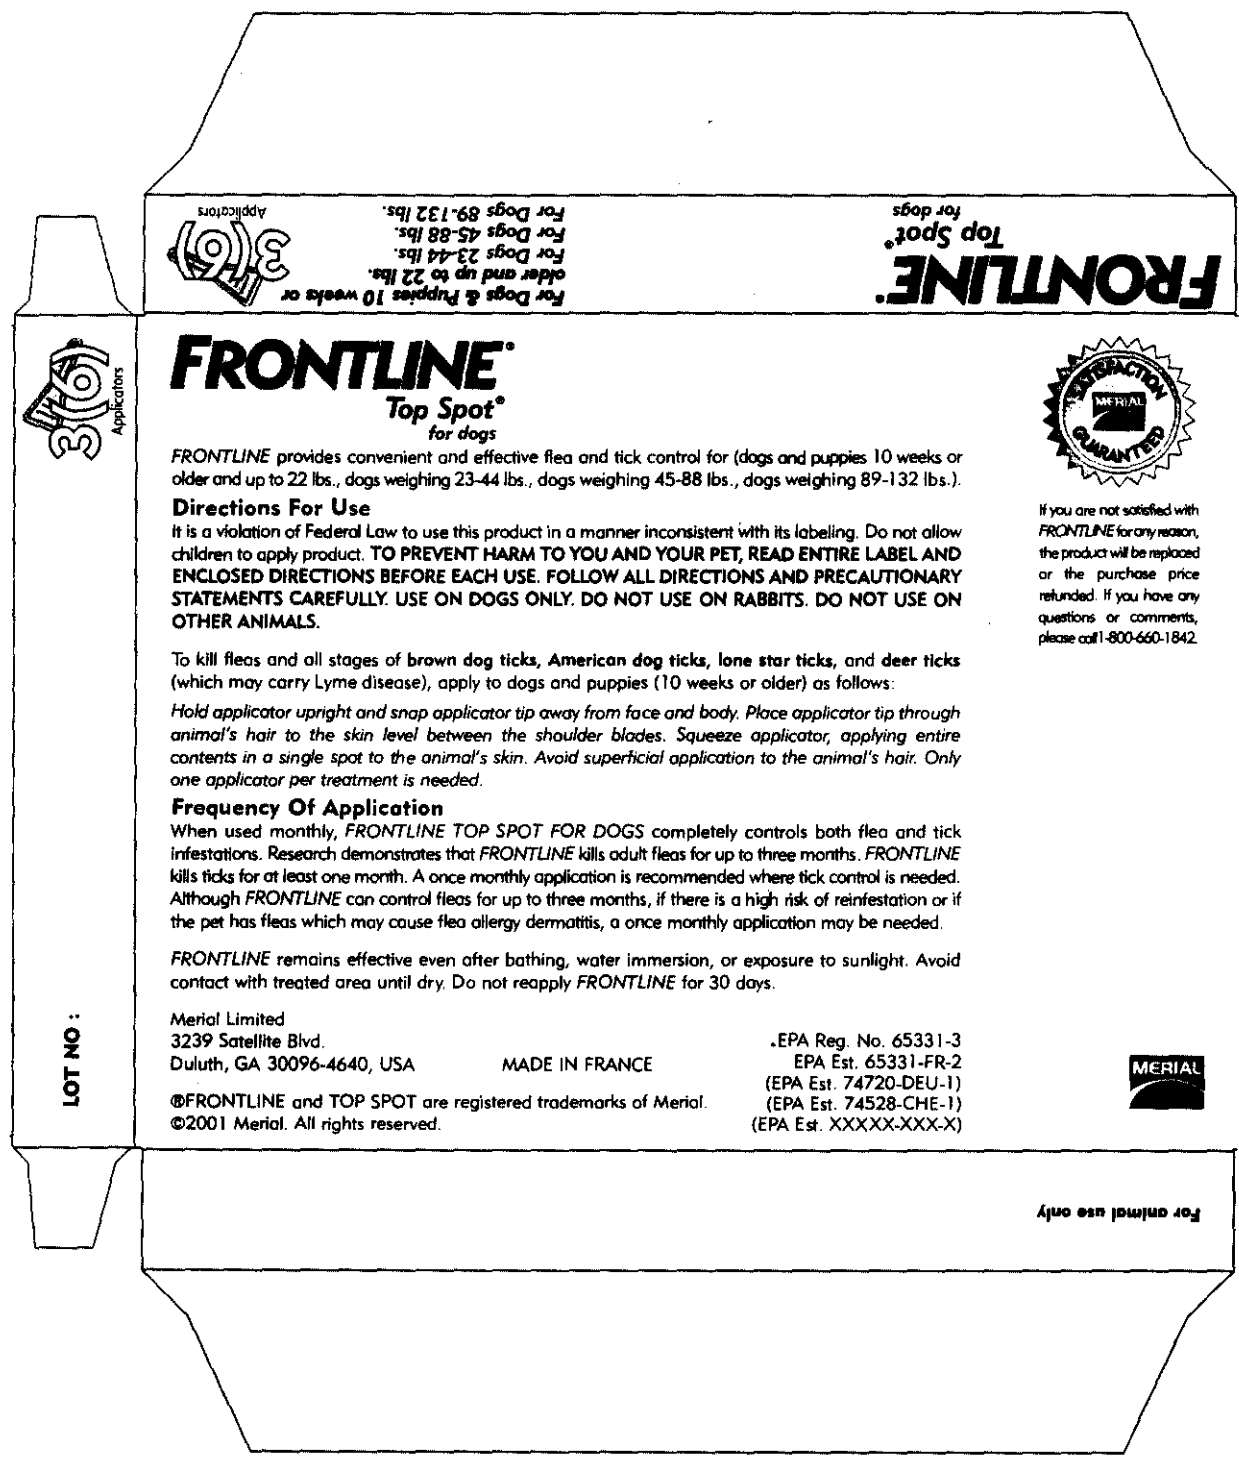 FRONTLINE®
Top Spot®
for dogs
For Dogs & Puppies 10 weeks or
older and up to 22 lbs.
For Dogs 23-44 lbs.
For Dogs 45-88 lbs.
For Dogs 89-132 lbs.
3(6)
Applicators
3(6)
Applicators
LOT NO :
FRONTLINE®
Top Spot®
for dogs
FRONTLINE provides convenient and effective flea and tick control for (dogs and puppies 10 weeks or
older and up to 22 lbs., dogs weighing 23-44 lbs., dogs weighing 45-88 lbs., dogs weighing 89-132 lbs.).
Directions For Use
It is a violation of Federal Law to use this product in a manner inconsistent with its labeling. Do not allow
children to apply product. TO PREVENT HARM TO YOU AND YOUR PET, READ ENTIRE LABEL AND
ENCLOSED DIRECTIONS BEFORE EACH USE. FOLLOW ALL DIRECTIONS AND PRECAUTIONARY
STATEMENTS CAREFULLY. USE ON DOGS ONLY. DO NOT USE ON RABBITS. DO NOT USE ON
OTHER ANIMALS.
To kill fleas and all stages of brown dog ticks, American dog ticks, lone star ticks, and deer ticks
(which may carry Lyme disease), apply to dogs and puppies (10 weeks or older) as follows:
Hold applicator upright and snap applicator tip away from face and body. Place applicator tip through
animal's hair to the skin level between the shoulder blades. Squeeze applicator, applying entire
contents in a single spot to the animal's skin. Avoid superficial application to the animal's hair. Only
one applicator per treatment is needed.
Frequency Of Application
When used monthly, FRONTLINE TOP SPOT FOR DOGS completely controls both flea and tick
infestations. Research demonstrates that FRONTLINE kills adult fleas for up to three months. FRONTLINE
kills ticks for at least one month. A once monthly application is recommended where tick control is needed.
Although FRONTLINE can control fleas for up to three months, if there is a high risk of reinfestation or if
the pet has fleas which may cause flea allergy dermatitis, a once monthly application may be needed.
FRONTLINE remains effective even after bathing, water immersion, or exposure to sunlight. Avoid
contact with treated area until dry. Do not reapply FRONTLINE for 30 days.
Merial Limited
3239 Satellite Blvd.
Duluth, GA 30096-4640, USA
MADE IN FRANCE
®FRONTLINE and TOP SPOT are registered trademarks of Merial.
©2001 Merial. All rights reserved.
EPA Reg. No. 65331-3
EPA Est. 65331-FR-2
(EPA Est. 74720-DEU-1)
(EPA Est. 74528-CHE-1)
(EPA Est. XXXXX-XXX-X)
SATISFACTION
MERIAL
GUARANTEED
If you are not satisfied with
FRONTLINE for any reason,
the product will be replaced
or the purchase price
refunded. If you have any
questions or comments,
please call 1-800-660-1842.
MERIAL
For animal use only